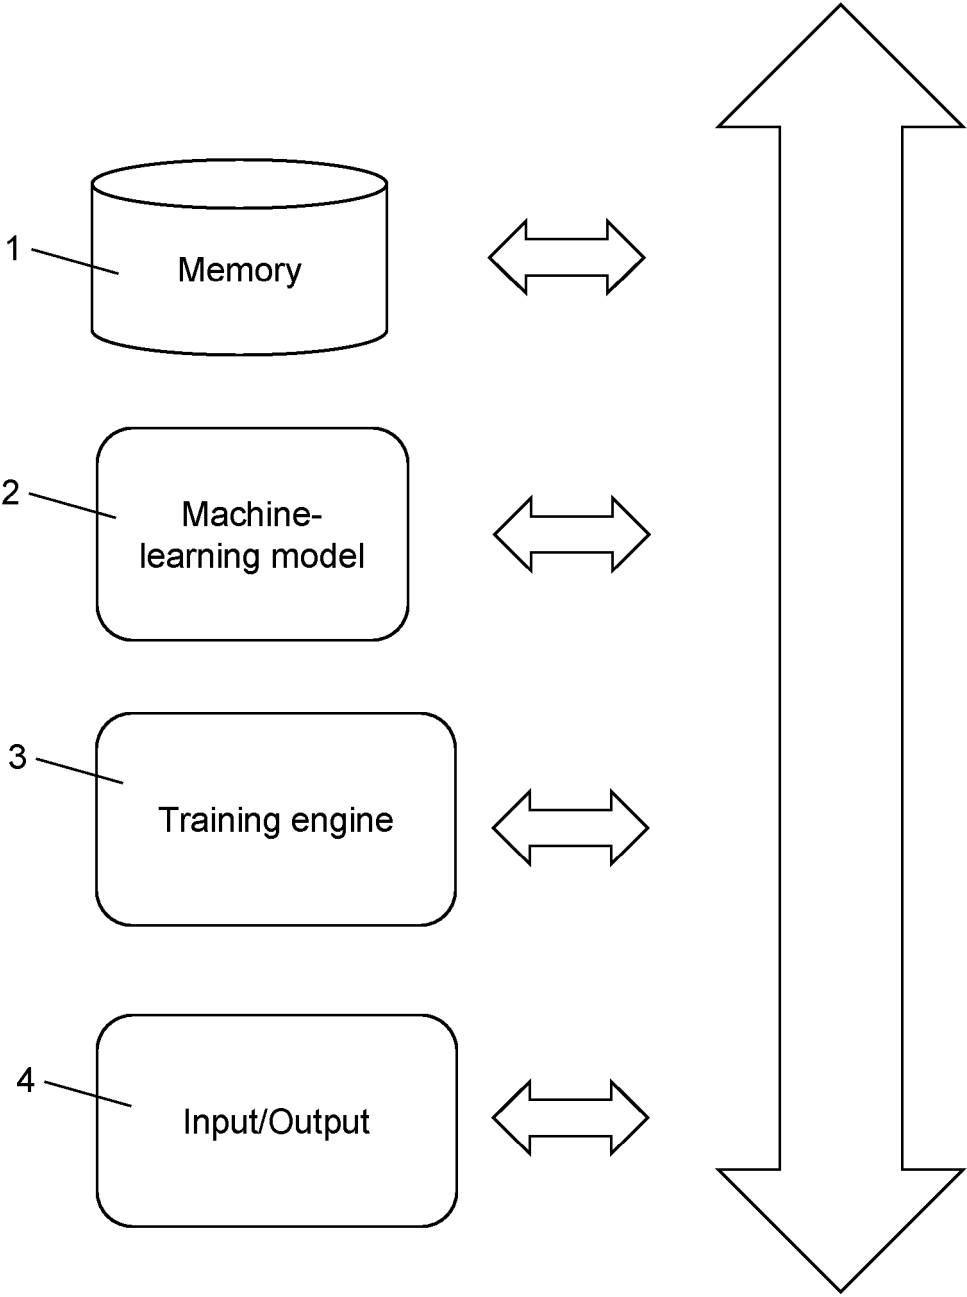 1
Memory
2
Machine-
learning model
3
Training engine
4
Input/Output